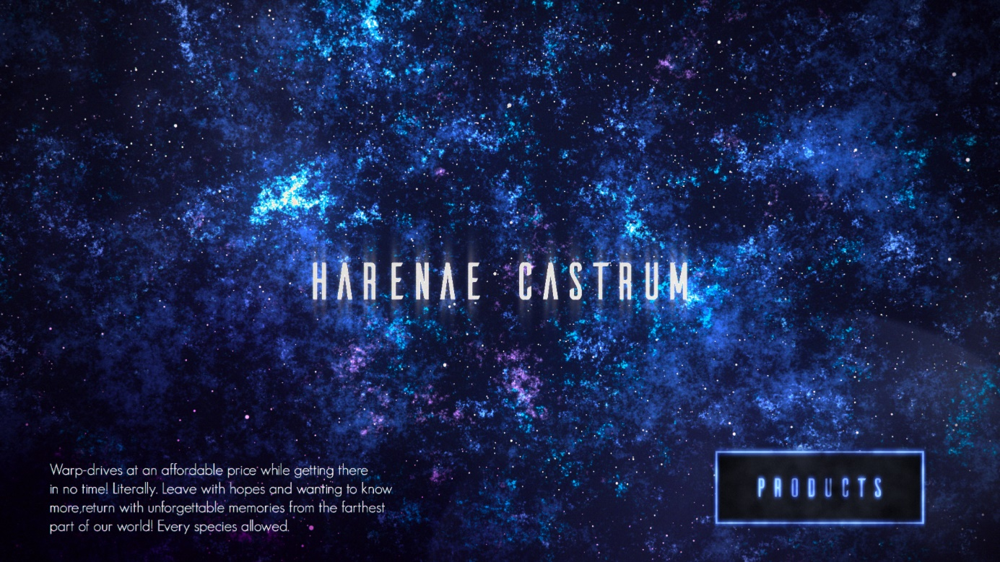 HARENAE CASTRUM
Warp-drives at an affordable price while getting there
in no time! Literally. Leave with hopes and wanting to know
more,return with unforgettable memories from the farthest
part of our world! Every species allowed.
PRODUCTS